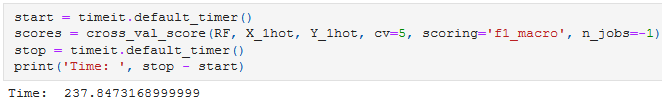 start = timeit.default_timer()
scores = cross_val_score(RF, X_1hot, Y_1hot, cv=5, scoring='f1_macro', n_jobs=-1)
stop = timeit.default_timer()
print('Time: ', stop - start)
Time:  237.8473168999999